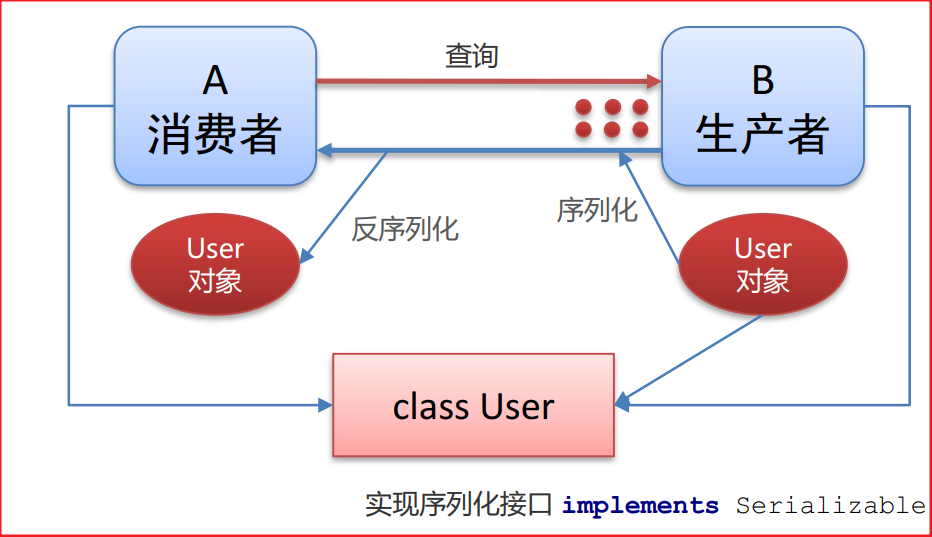 查询
A
消费者
B
生产者
反序列化
序列化
User
对象
User
对象
class User
实现序列化接口 implements Serializable